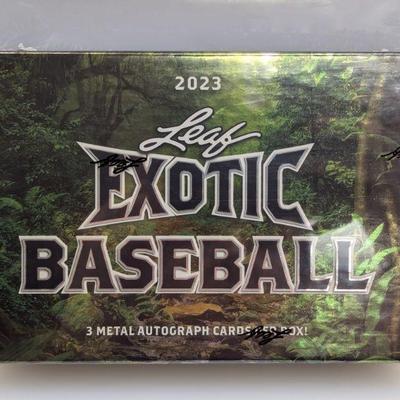 2023
Leaf
EXOTIC
BASEBALL
3 METAL AUTOGRAPH CARDS PER BOX!